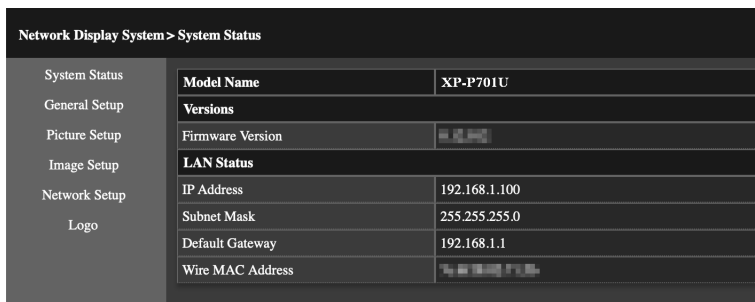 Network Display System> System Status
System Status
General Setup
Picture Setup
Image Setup
Network Setup
Logo
Model Name XP-P701U
Versions
Firmware Version
LAN Status
IP Address 192.168.1.100
Subnet Mask 255.255.255.0
Default Gateway 192.168.1.1
Wire MAC Address